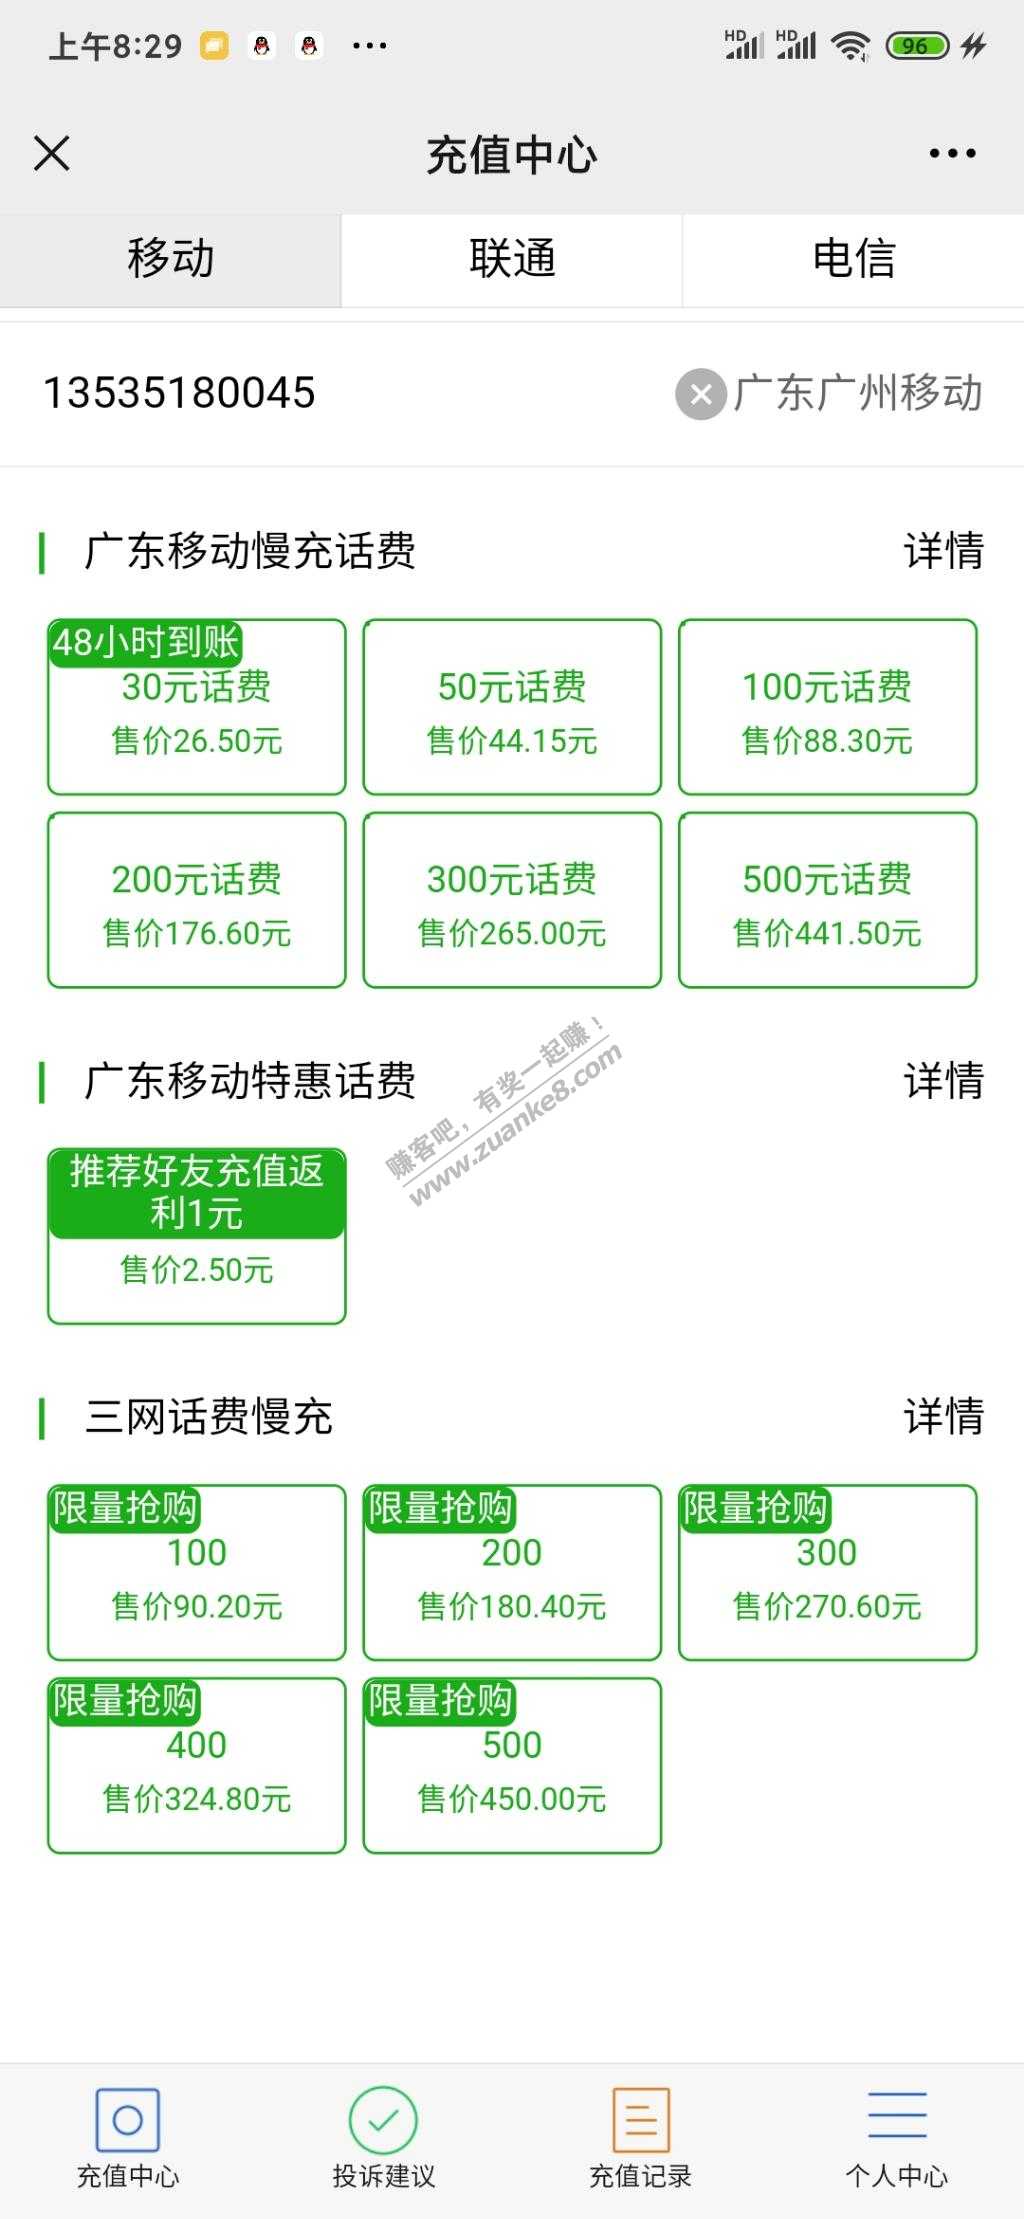 上午8:29
HD HD 96
充值中心
移动 联通 电信
13535180045 广东广州移动
广东移动慢充话费 详情
48小时到账
30元话费 50元话费 100元话费
售价26.50元 售价44.15元 售价88.30元
200元话费 300元话费 500元话费
售价176.60元 售价265.00元 售价441.50元
赚客吧，有奖一起赚！
www.zuanke8.com
广东移动特惠话费 详情
推荐好友充值返
利1元
售价2.50元
三网话费慢充 详情
限量抢购 限量抢购 限量抢购
100 200 300
售价90.20元 售价180.40元 售价270.60元
限量抢购 限量抢购
400 500
售价324.80元 售价450.00元
充值中心 投诉建议 充值记录 个人中心